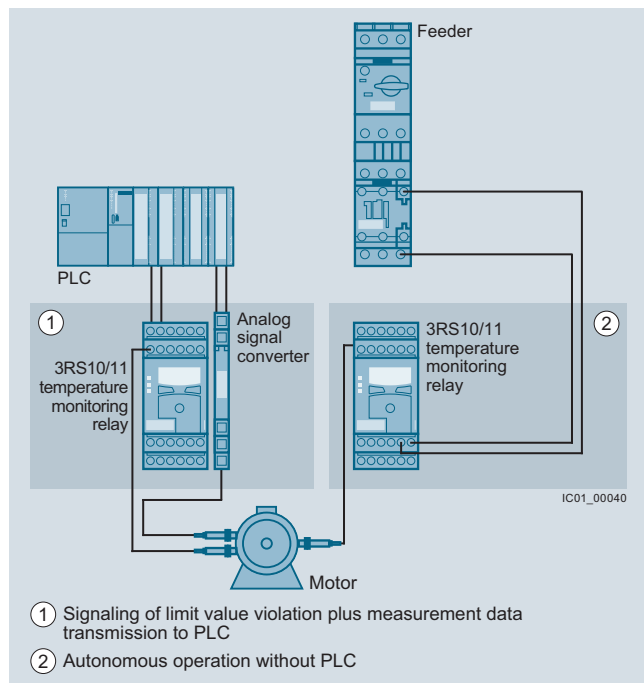 Feeder
PLC
①
Analog
signal
converter
3RS10/11
temperature
monitoring
relay
3RS10/11
temperature
monitoring
relay
②
IC01_00040
Motor
① Signaling of limit value violation plus measurement data
transmission to PLC
② Autonomous operation without PLC